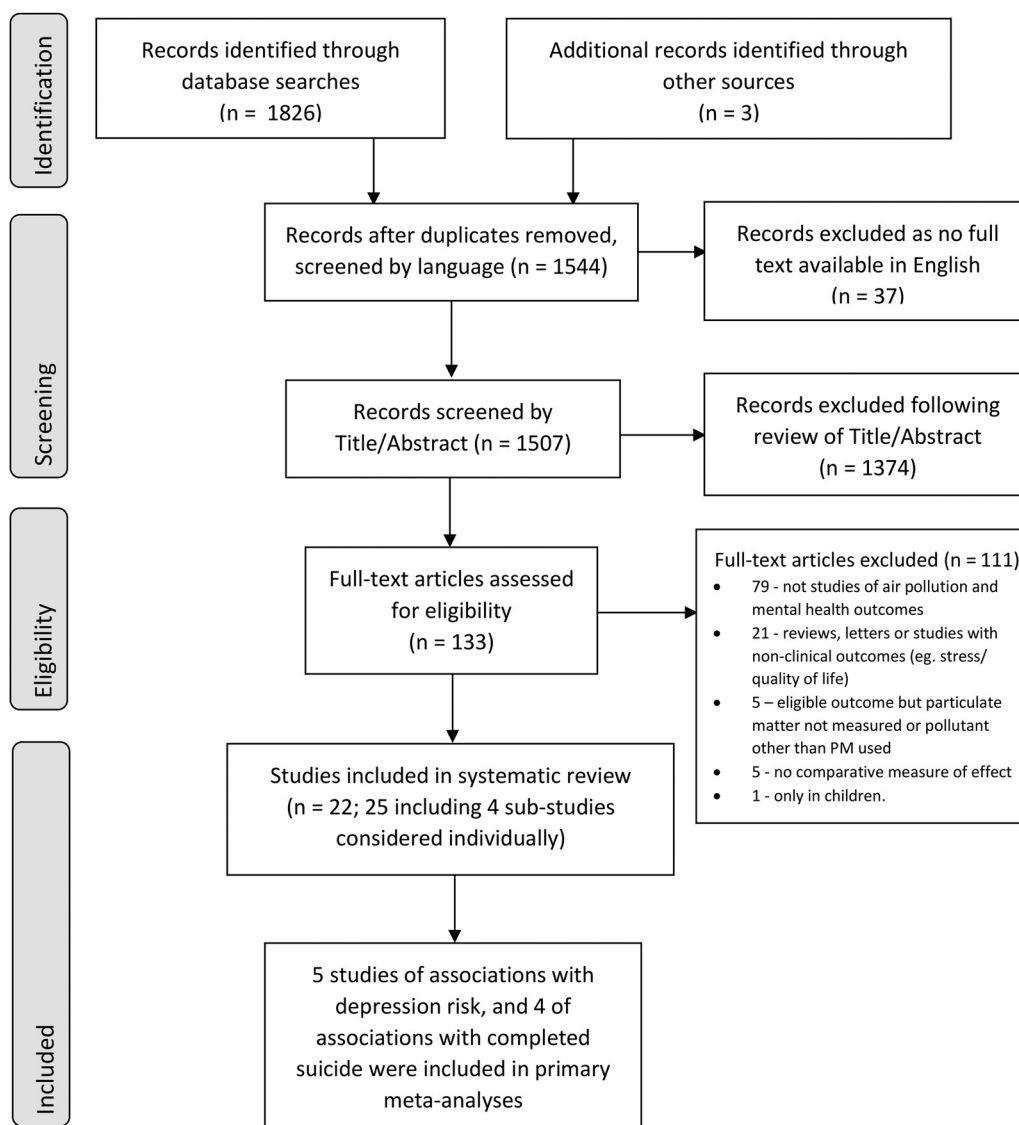 Identification
Records identified through
database searches
(n = 1826)
Additional records identified through
other sources
(n = 3)
Screening
Records after duplicates removed,
screened by language (n = 1544)
Records excluded as no full
text available in English
(n = 37)
Records screened by
Title/Abstract (n = 1507)
Records excluded following
review of Title/Abstract
(n = 1374)
Eligibility
Full-text articles assessed
for eligibility
(n = 133)
Full-text articles excluded (n = 111)
• 79 - not studies of air pollution and
mental health outcomes
• 21 - reviews, letters or studies with
non-clinical outcomes (eg. stress/
quality of life)
• 5 – eligible outcome but particulate
matter not measured or pollutant
other than PM used
• 5 - no comparative measure of effect
• 1 - only in children.
Included
Studies included in systematic review
(n = 22; 25 including 4 sub-studies
considered individually)
5 studies of associations with
depression risk, and 4 of
associations with completed
suicide were included in primary
meta-analyses